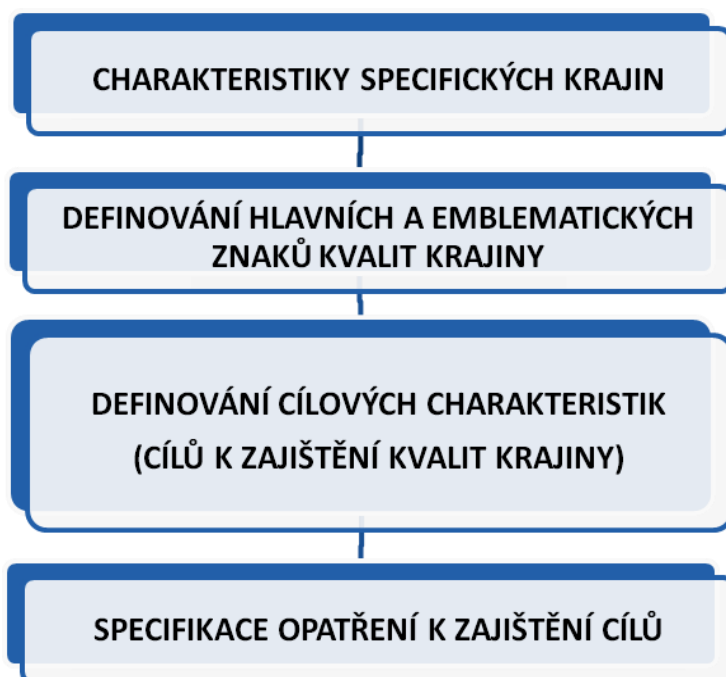 CHARAKTERISTIKY SPECIFICKÝCH KRAJIN
DEFINOVÁNÍ HLAVNÍCH A EMBLEMATICKÝCH
ZNAKŮ KVALIT KRAJINY
DEFINOVÁNÍ CÍLOVÝCH CHARAKTERISTIK
(CÍLŮ K ZAJIŠTĚNÍ KVALIT KRAJINY)
SPECIFIKACE OPATŘENÍ K ZAJIŠTĚNÍ CÍLŮ